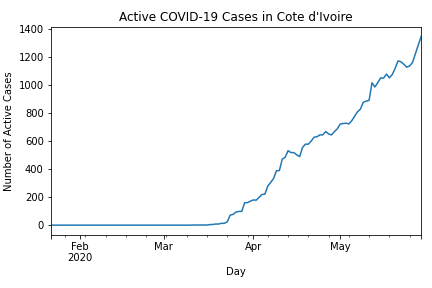 Active COVID-19 Cases in Cote d'Ivoire
1400
1200
1000
800
600
400
200
0
Number of Active Cases
Feb
2020
Mar
Apr
May
Day